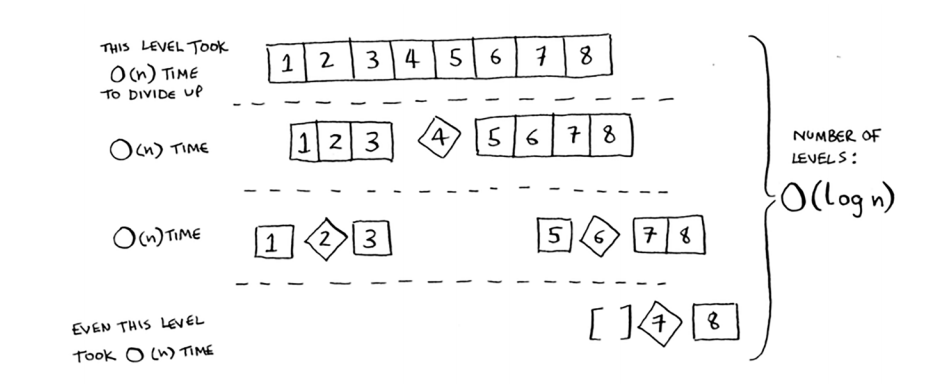 THIS LEVEL TOOK
O(n) TIME
TO DIVIDE UP
1 2 3 4 5 6 7 8
O(n) TIME
1 2 3 4 5 6 7 8
O(n) TIME
1 2 3 5 6 7 8
EVEN THIS LEVEL
TOOK O(n) TIME
[ ] 7 8
NUMBER OF
LEVELS:
O(log n)